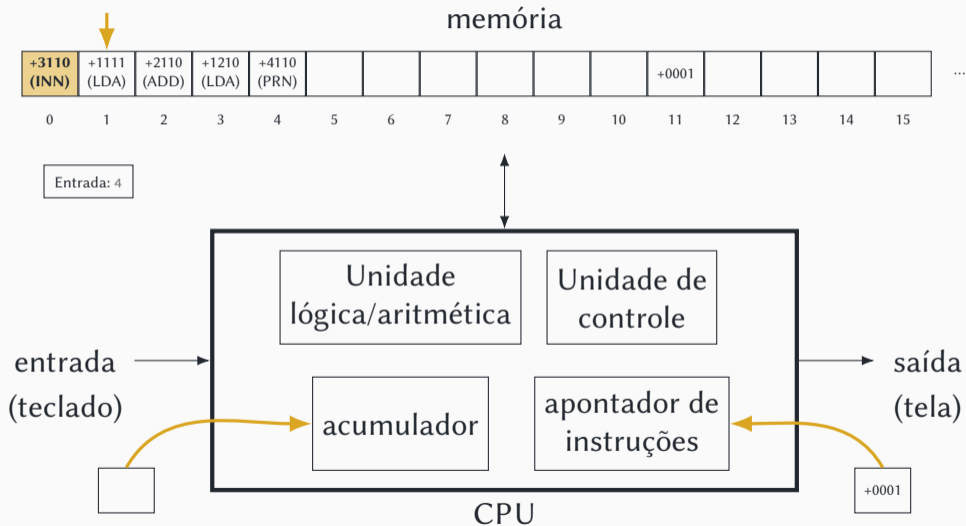 memória
+3110 +1111 +2110 +1210 +4110 +0001 ...
(INN) (LDA) (ADD) (LDA) (PRN)
0 1 2 3 4 5 6 7 8 9 10 11 12 13 14 15
Entrada: 4
Unidade
lógica/aritmética
Unidade de
controle
entrada
(teclado)
acumulador
apontador de
instruções
saída
(tela)
+0001
CPU